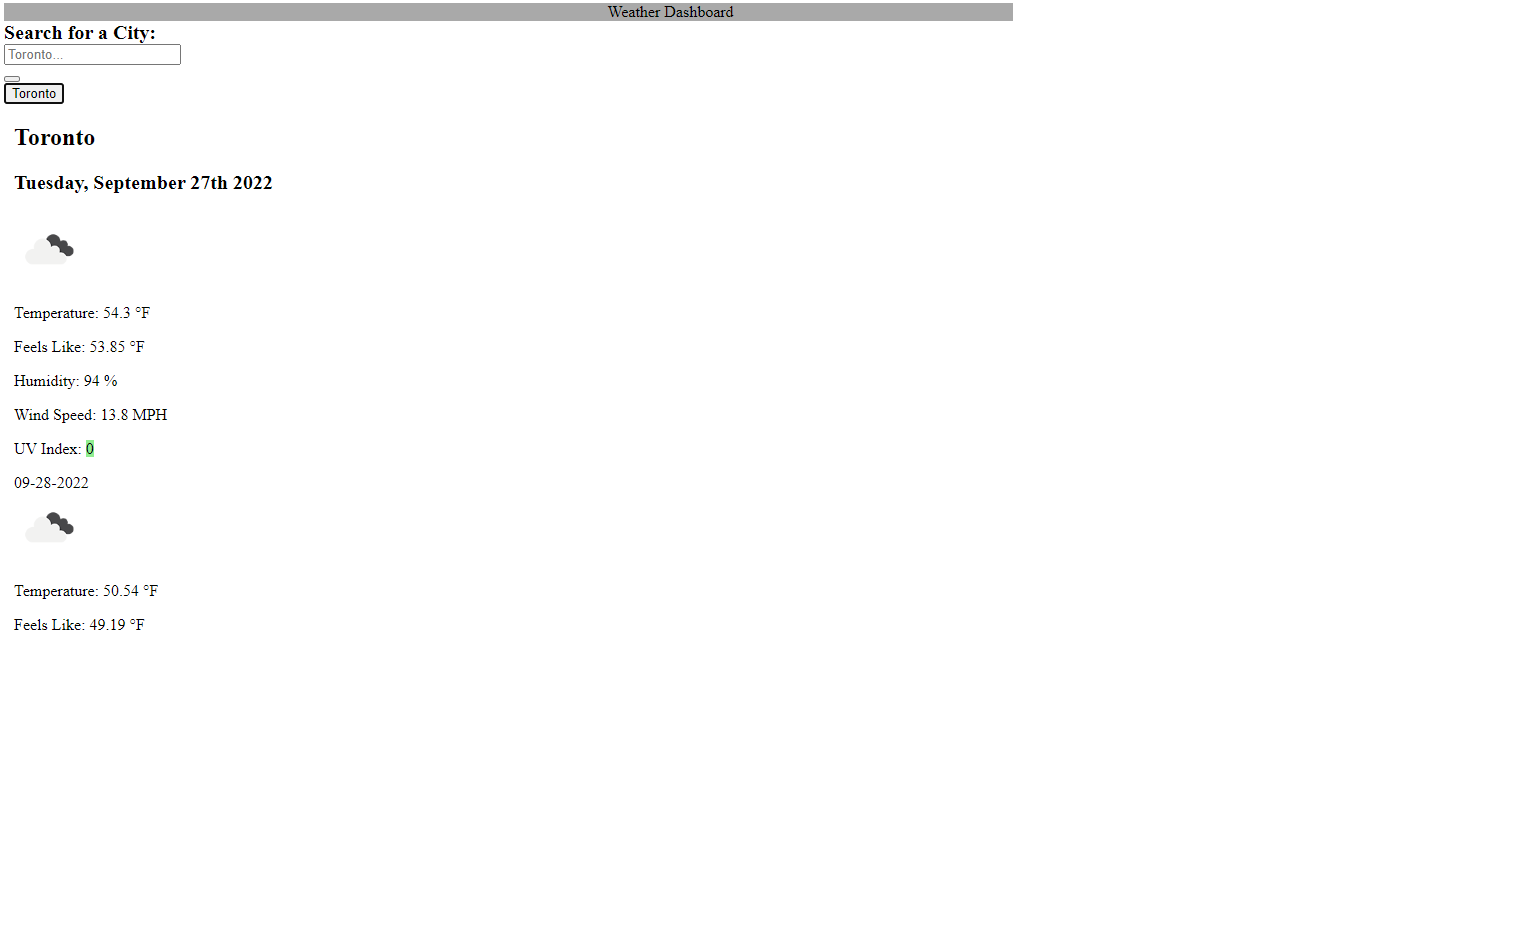 Weather Dashboard
Search for a City:
Toronto...
Toronto
Toronto
Tuesday, September 27th 2022
Temperature: 54.3 °F
Feels Like: 53.85 °F
Humidity: 94 %
Wind Speed: 13.8 MPH
UV Index: 0
09-28-2022
Temperature: 50.54 °F
Feels Like: 49.19 °F